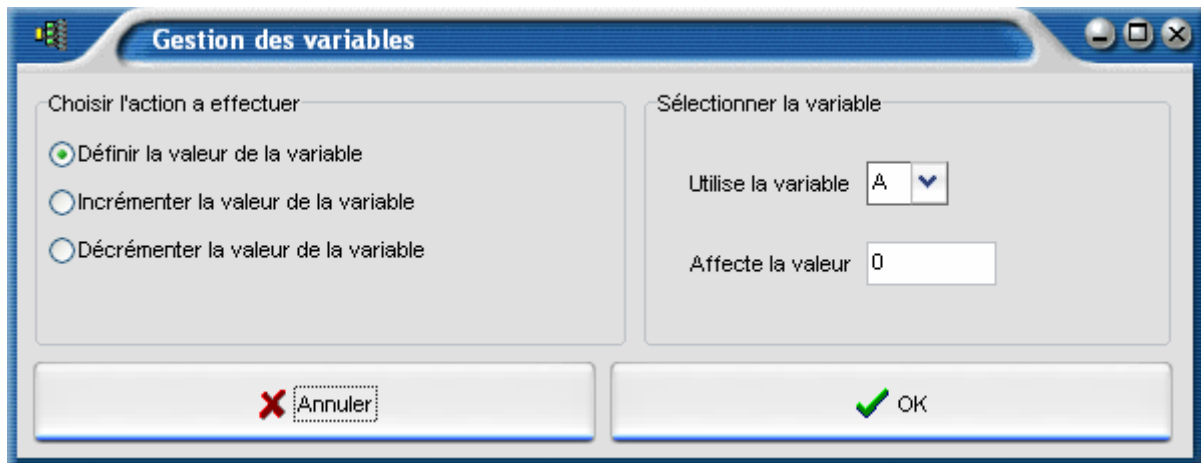 Gestion des variables
Choisir l'action a effectuer
Définir la valeur de la variable
Incrémenter la valeur de la variable
Décrémenter la valeur de la variable
Sélectionner la variable
Utilise la variable A
Affecte la valeur 0
Annuler
OK